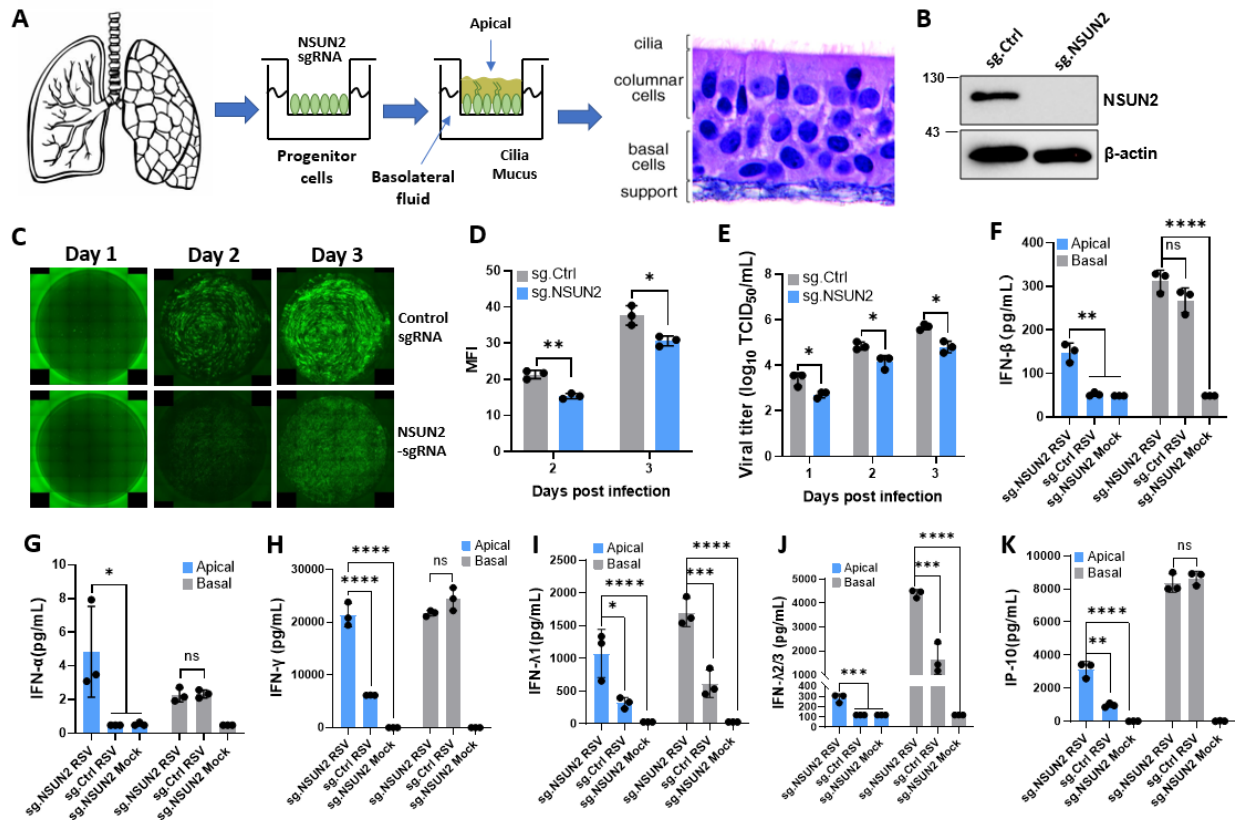 A
NSUN2
sgRNA
Progenitor
cells
Apical
Basolateral
fluid
Cilia
Mucus
cilia
columnar
cells
basal
cells
support
B
sg.Ctrl
sg.NSUN2
130
43
NSUN2
β-actin
C
Day 1
Day 2
Day 3
Control
sgRNA
NSUN2
-sgRNA
D
sg.Ctrl
sg.NSUN2
MFI
50
40
30
20
10
0
**
*
2
3
Days post infection
E
sg.Ctrl
sg.NSUN2
Viral titer (log10 TCID50/mL)
8
6
4
2
0
*
*
*
1
2
3
Days post infection
F
Apical
Basal
IFN-β (pg/mL)
400
300
200
100
0
**
****
ns
sg.NSUN2 RSV
sg.Ctrl RSV
sg.NSUN2 Mock
sg.NSUN2 RSV
sg.Ctrl RSV
sg.NSUN2 Mock
G
Apical
Basal
IFN-α(pg/mL)
10
8
6
4
2
0
*
ns
sg.NSUN2 RSV
sg.Ctrl RSV
sg.NSUN2 Mock
sg.NSUN2 RSV
sg.Ctrl RSV
sg.NSUN2 Mock
H
Apical
Basal
IFN-γ (pg/mL)
30000
20000
10000
0
****
****
ns
sg.NSUN2 RSV
sg.Ctrl RSV
sg.NSUN2 Mock
sg.NSUN2 RSV
sg.Ctrl RSV
sg.NSUN2 Mock
I
Apical
Basal
IFN-λ1(pg/mL)
2500
2000
1500
1000
500
0
****
*
****
***
sg.NSUN2 RSV
sg.Ctrl RSV
sg.NSUN2 Mock
sg.NSUN2 RSV
sg.Ctrl RSV
sg.NSUN2 Mock
J
Apical
Basal
IFN-λ2/3 (pg/mL)
5000
4000
3000
2000
1000
400
300
200
100
0
***
****
***
sg.NSUN2 RSV
sg.Ctrl RSV
sg.NSUN2 Mock
sg.NSUN2 RSV
sg.Ctrl RSV
sg.NSUN2 Mock
K
Apical
Basal
IP-10(pg/mL)
10000
8000
6000
4000
2000
0
****
**
ns
sg.NSUN2 RSV
sg.Ctrl RSV
sg.NSUN2 Mock
sg.NSUN2 RSV
sg.Ctrl RSV
sg.NSUN2 Mock